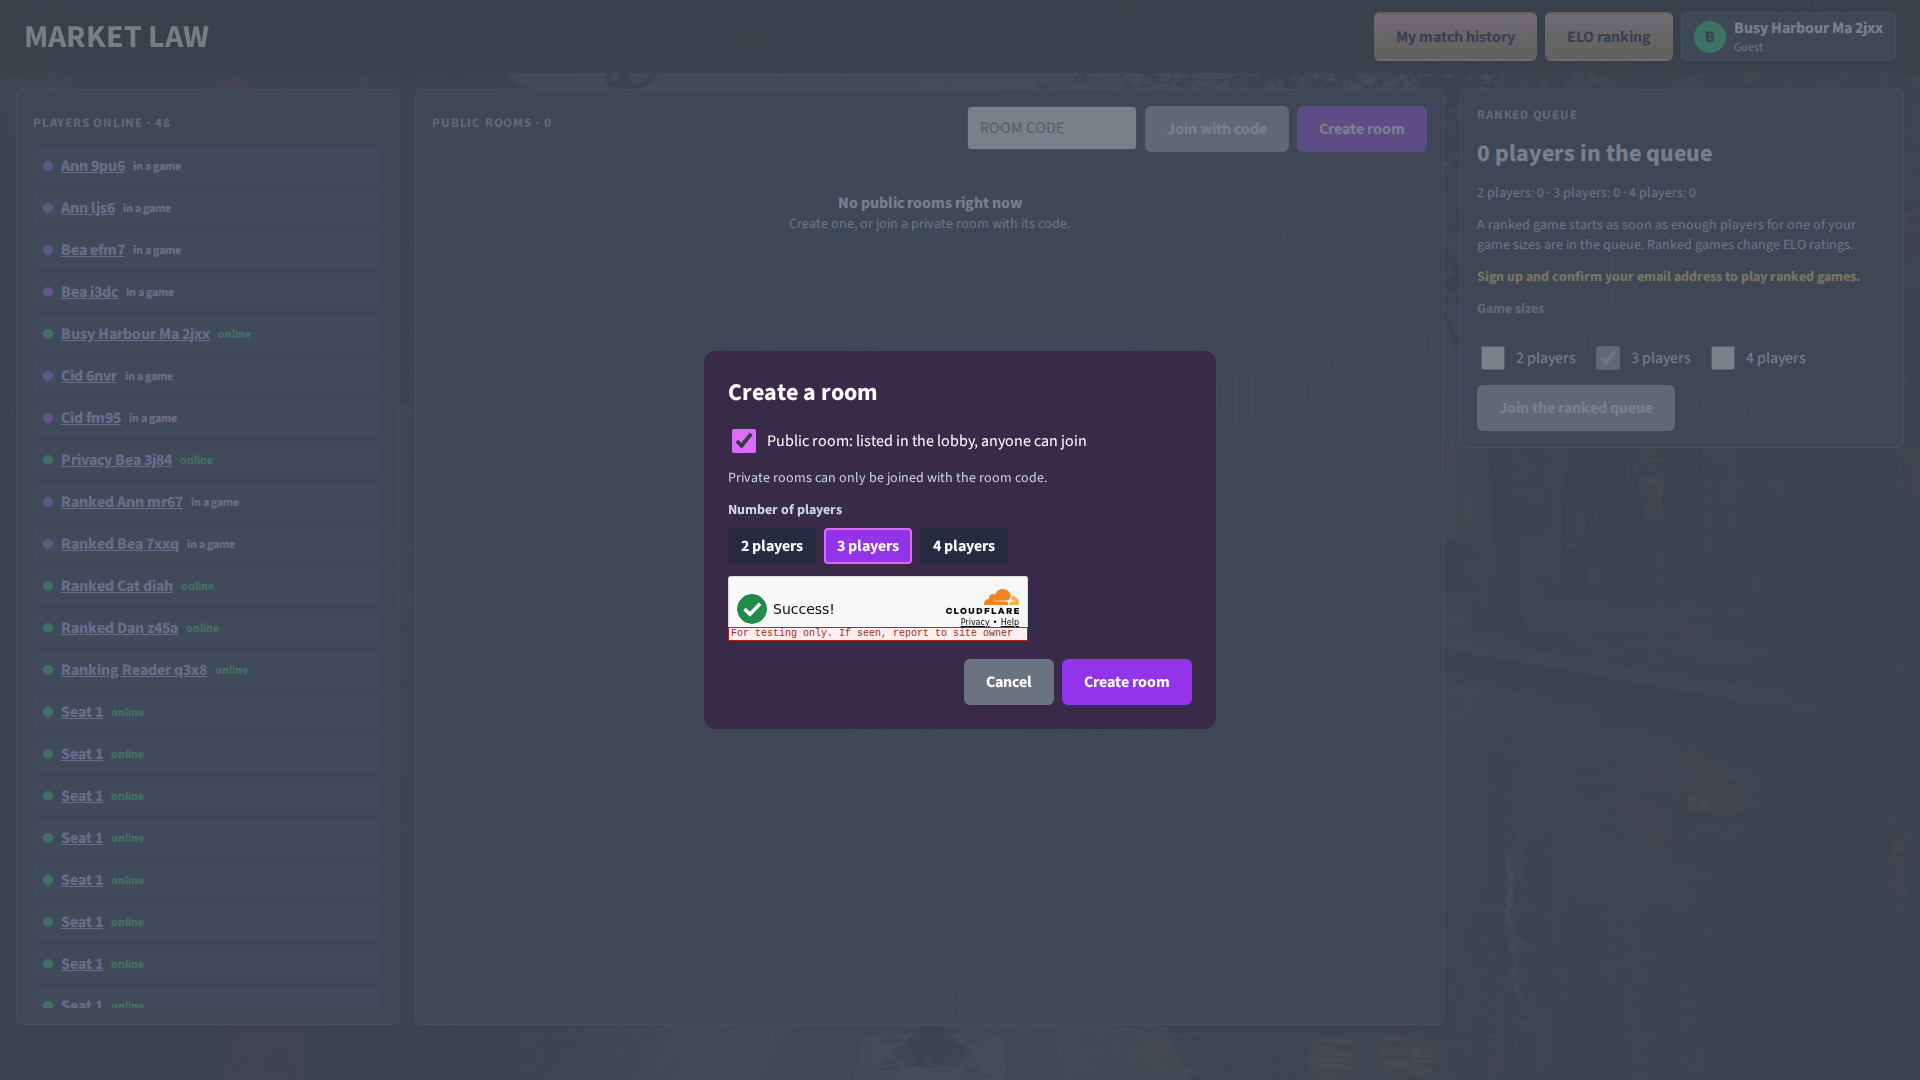 MARKET LAW
My match history
ELO ranking
B
Busy Harbour Ma 2jxx
Guest
PLAYERS ONLINE · 48
Ann 9pu6 in a game
Ann ljs6 in a game
Bea efm7 in a game
Bea i3dc in a game
Busy Harbour Ma 2jxx online
Cid 6nvr in a game
Cid fm95 in a game
Privacy Bea 3j84 online
Ranked Ann mr67 in a game
Ranked Bea 7xxq in a game
Ranked Cat diah online
Ranked Dan z45a online
Ranking Reader q3x8 online
Seat 1 online
Seat 1 online
Seat 1 online
Seat 1 online
Seat 1 online
Seat 1 online
Seat 1 online
Seat 1 online
PUBLIC ROOMS · 0
ROOM CODE
Join with code
Create room
No public rooms right now
Create one, or join a private room with its code.
Create a room
Public room: listed in the lobby, anyone can join
Private rooms can only be joined with the room code.
Number of players
2 players
3 players
4 players
Success!
CLOUDFLARE
Privacy • Help
For testing only. If seen, report to site owner
Cancel
Create room
RANKED QUEUE
0 players in the queue
2 players: 0 · 3 players: 0 · 4 players: 0
A ranked game starts as soon as enough players for one of your
game sizes are in the queue. Ranked games change ELO ratings.
Sign up and confirm your email address to play ranked games.
Game sizes
2 players
3 players
4 players
Join the ranked queue